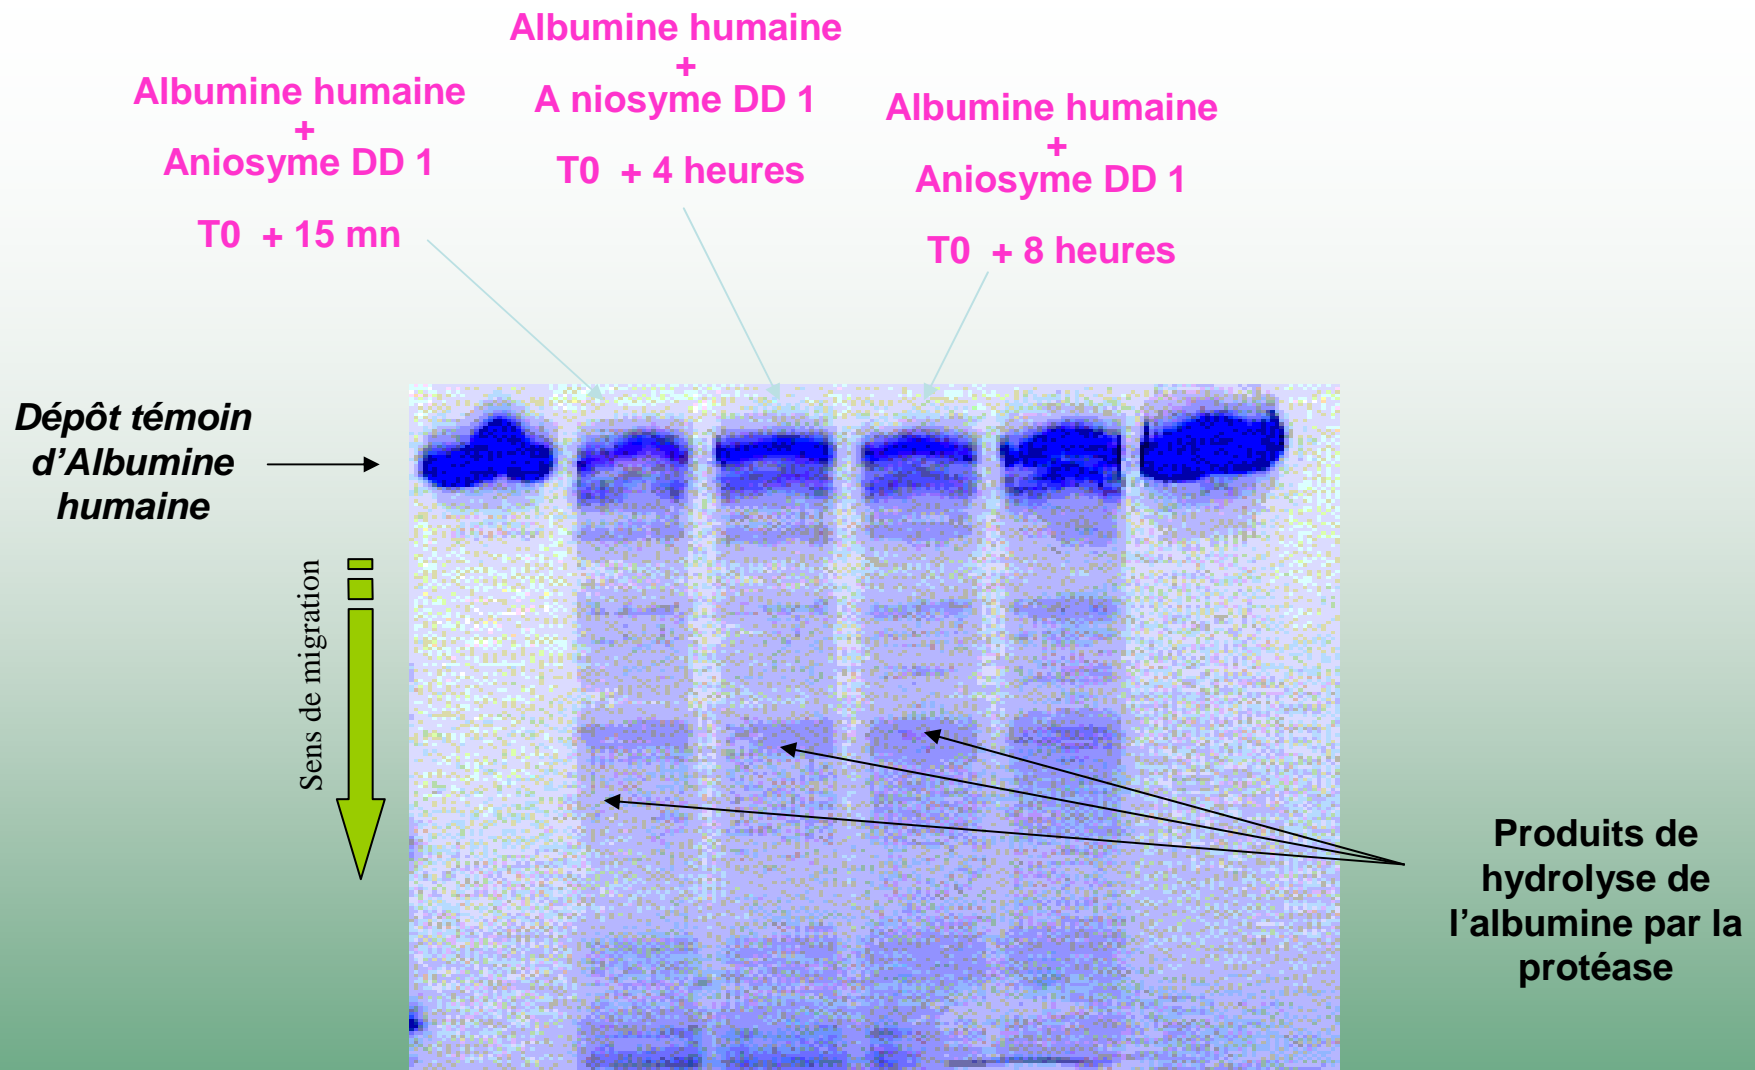 Albumine humaine
+
Aniosyme DD 1
T0 + 15 mn
Albumine humaine
+
A niosyme DD 1
T0 + 4 heures
Albumine humaine
+
Aniosyme DD 1
T0 + 8 heures
Dépôt témoin
d’Albumine
humaine
Sens de migration
Produits de
hydrolyse de
l’albumine par la
protéase